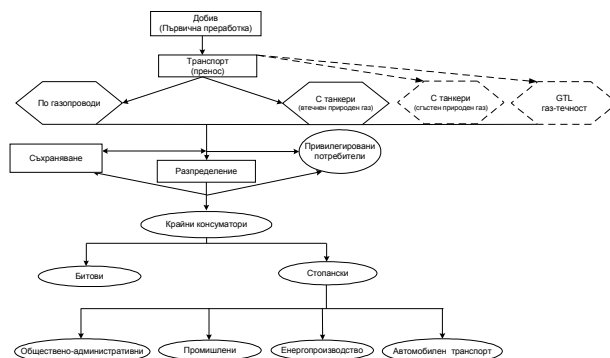 Добив
(Първична преработка)
Транспорт
(пренос)
По газопроводи
С танкери
(втечнен природен газ)
С танкери
(сгъстен природен газ)
GTL
газ-течност
Съхраняване
Привилегировани
потребители
Разпределение
Крайни консуматори
Битови
Стопански
Обществено-административни
Промишлени
Енергопроизводство
Автомобилен транспорт